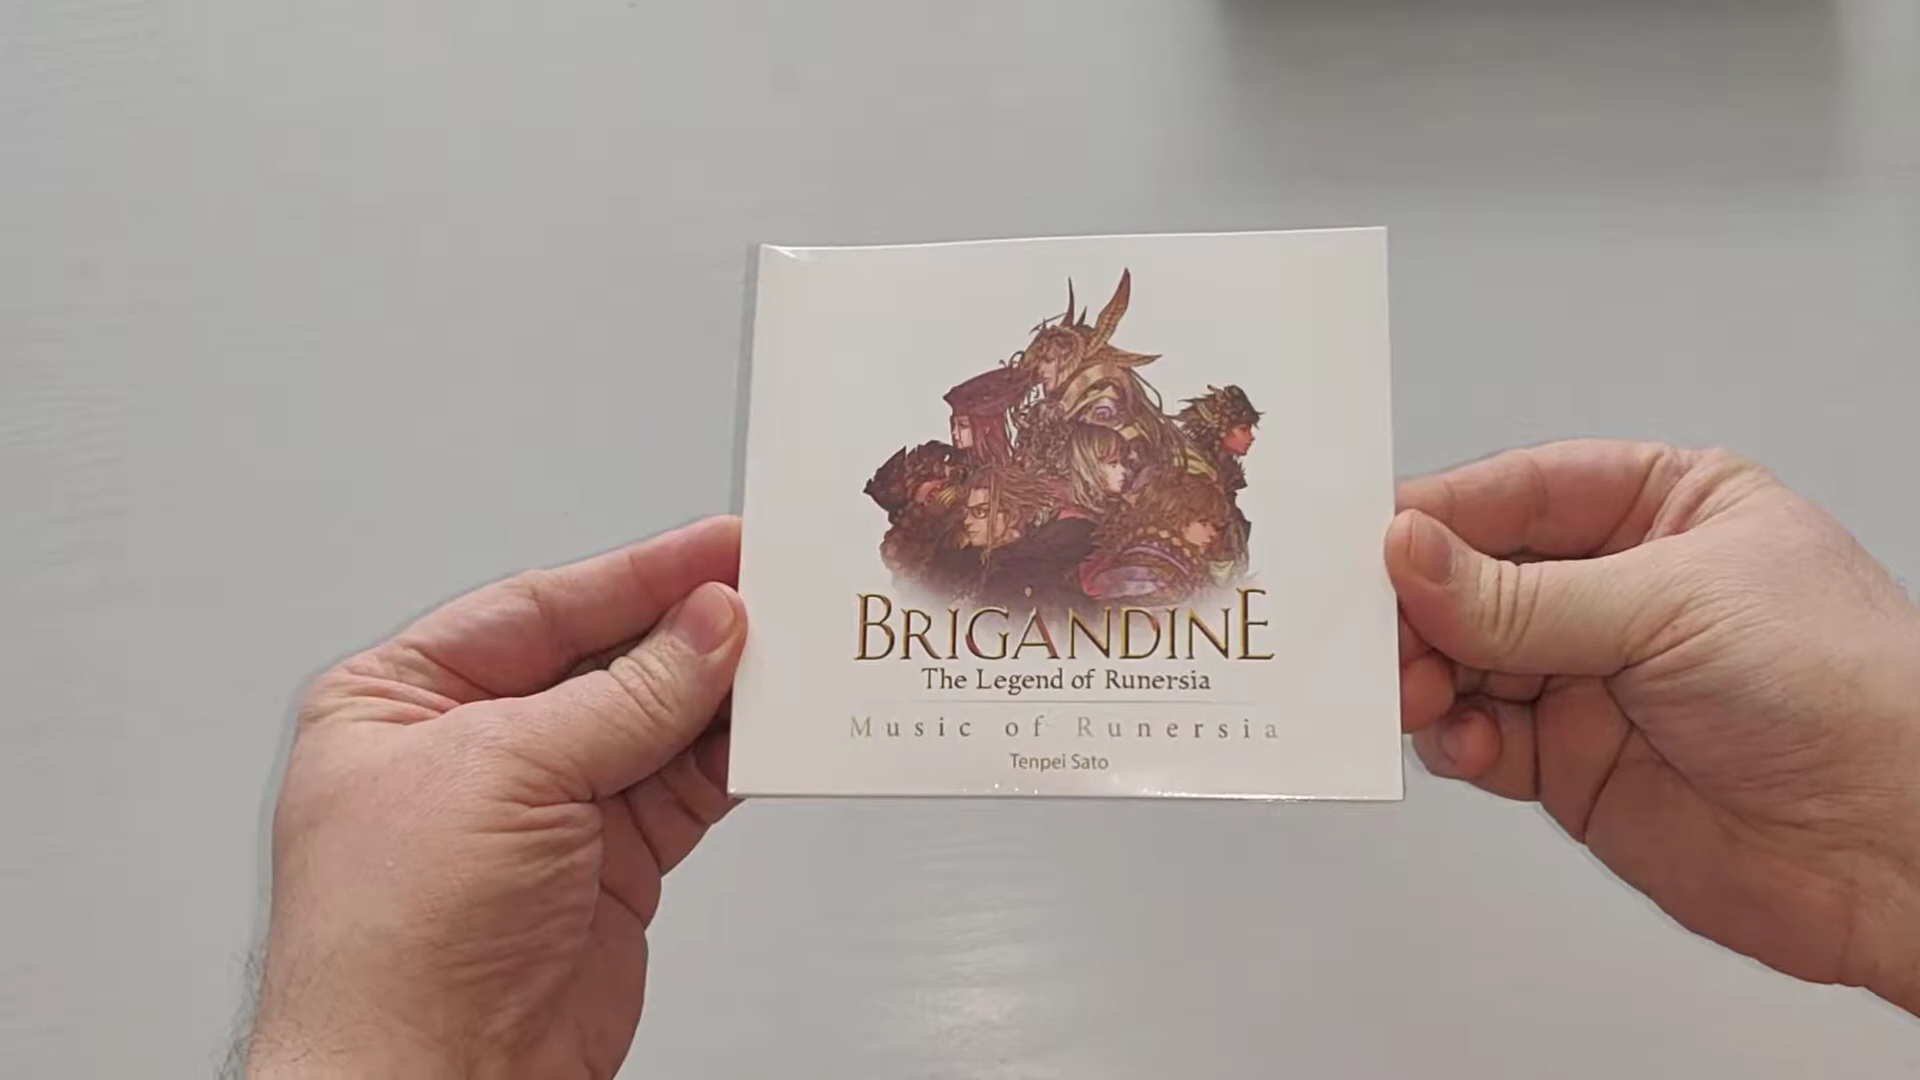 BRIGANDINE
The Legend of Runersia
Music of Runersia
Tenpei Sato